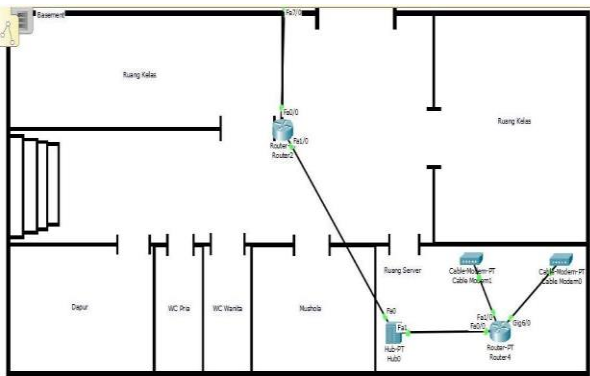 Basement
Fa7/0
Ruang Kelas
Fa0/0
Router
Fa1/0
Router2
Ruang Kelas
Ruang Server
Cable-Modem-PT
Cable Modem1
Cable-Modem-PT
Cable Modem0
Dapur
WC Pria
WC Wanita
Mushola
Fa0
Fa1
Hub-PT
Hub0
Fa1/0
Fa0/0
Gig6/0
Router-PT
Router4